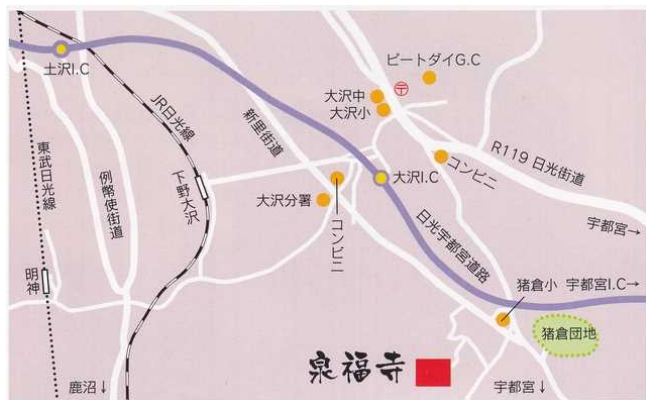 土沢I.C
ピートダイG.C
大沢中
大沢小
〒
JR日光線
新里街道
R119 日光街道
東武日光線
例幣使街道
下野大沢
大沢I.C
コンビニ
大沢分署
コンビニ
日光宇都宮道路
宇都宮→
明神
猪倉小
宇都宮I.C→
猪倉団地
泉福寺
鹿沼↓
宇都宮↓